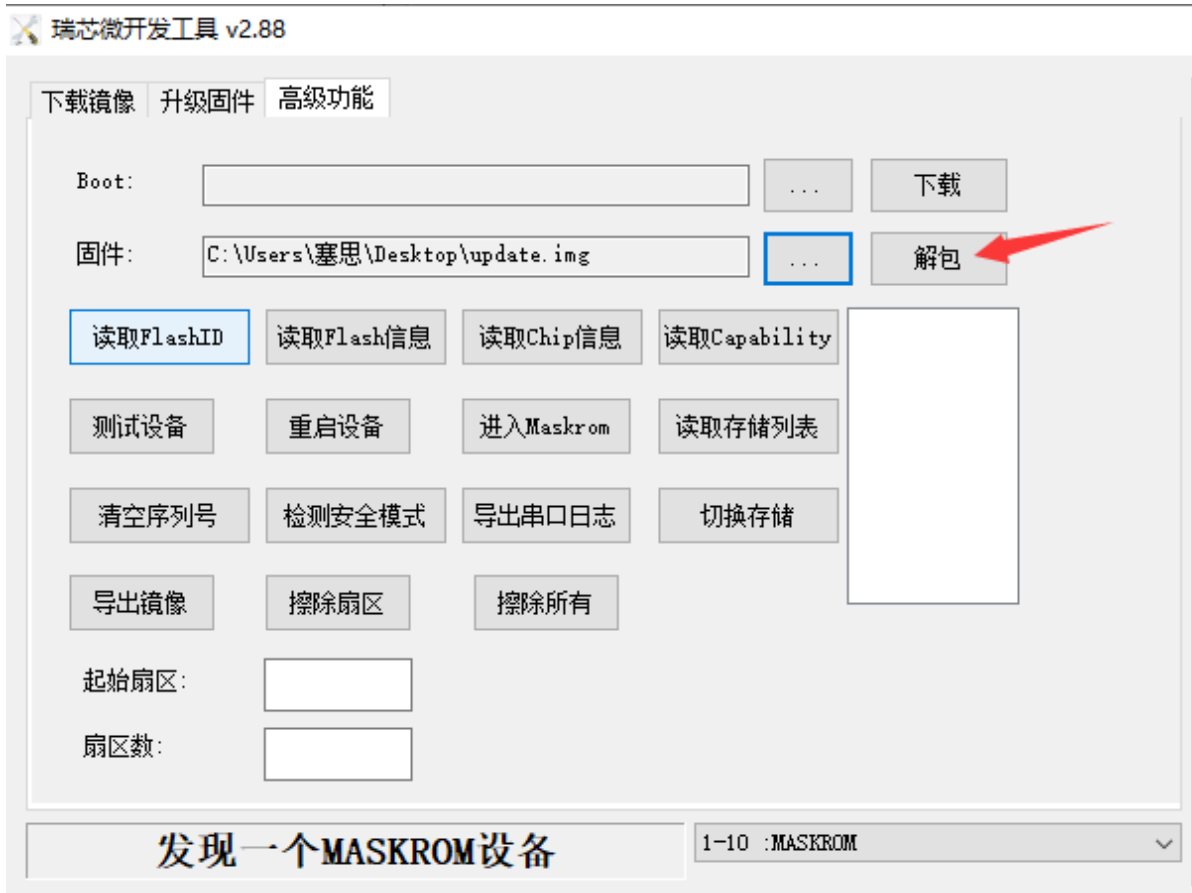 瑞芯微开发工具 v2.88
下载镜像 升级固件 高级功能
Boot: ... 下载
固件: C:\Users\塞思\Desktop\update.img ... 解包
读取FlashID 读取Flash信息 读取Chip信息 读取Capability
测试设备 重启设备 进入Maskrom 读取存储列表
清空序列号 检测安全模式 导出串口日志 切换存储
导出镜像 擦除扇区 擦除所有
起始扇区:
扇区数:
发现一个MASKROM设备 1-10 :MASKROM